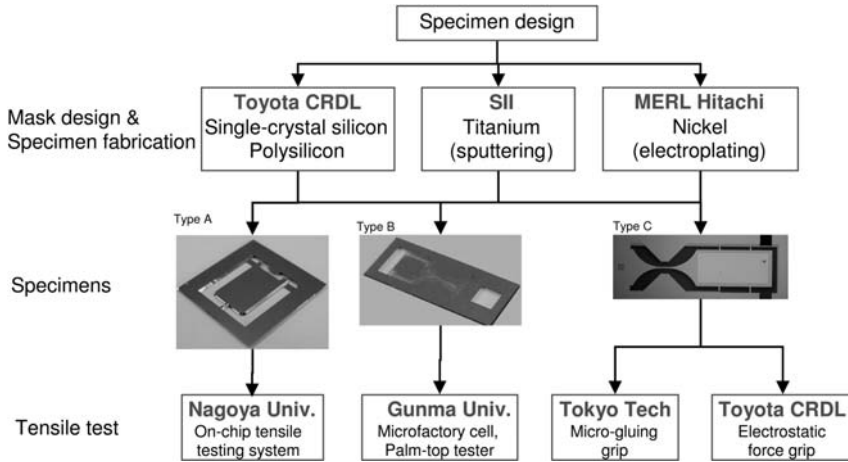 Specimen design
Mask design &
Specimen fabrication
Toyota CRDL
Single-crystal silicon
Polysilicon
SII
Titanium
(sputtering)
MERL Hitachi
Nickel
(electroplating)
Type A
Type B
Type C
Specimens
Tensile test
Nagoya Univ.
On-chip tensile
testing system
Gunma Univ.
Microfactory cell,
Palm-top tester
Tokyo Tech
Micro-gluing
grip
Toyota CRDL
Electrostatic
force grip